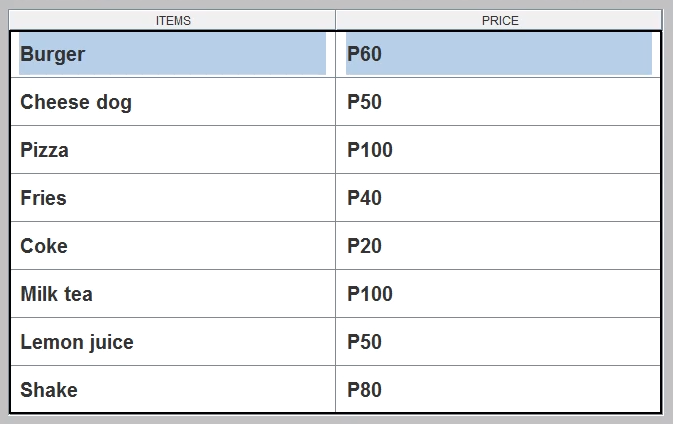 ITEMS PRICE
Burger P60
Cheese dog P50
Pizza P100
Fries P40
Coke P20
Milk tea P100
Lemon juice P50
Shake P80